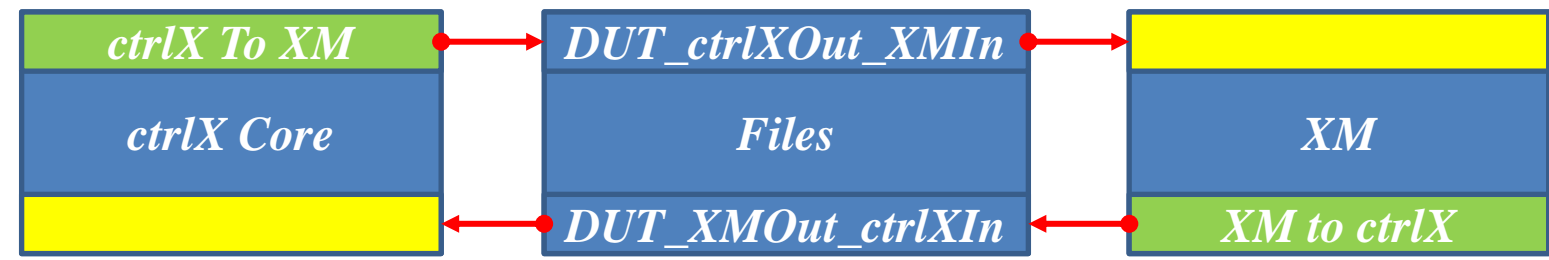 ctrlX To XM
DUT_ctrlXOut_XMIn
ctrlX Core
Files
XM
DUT_XMOut_ctrlXIn
XM to ctrlX